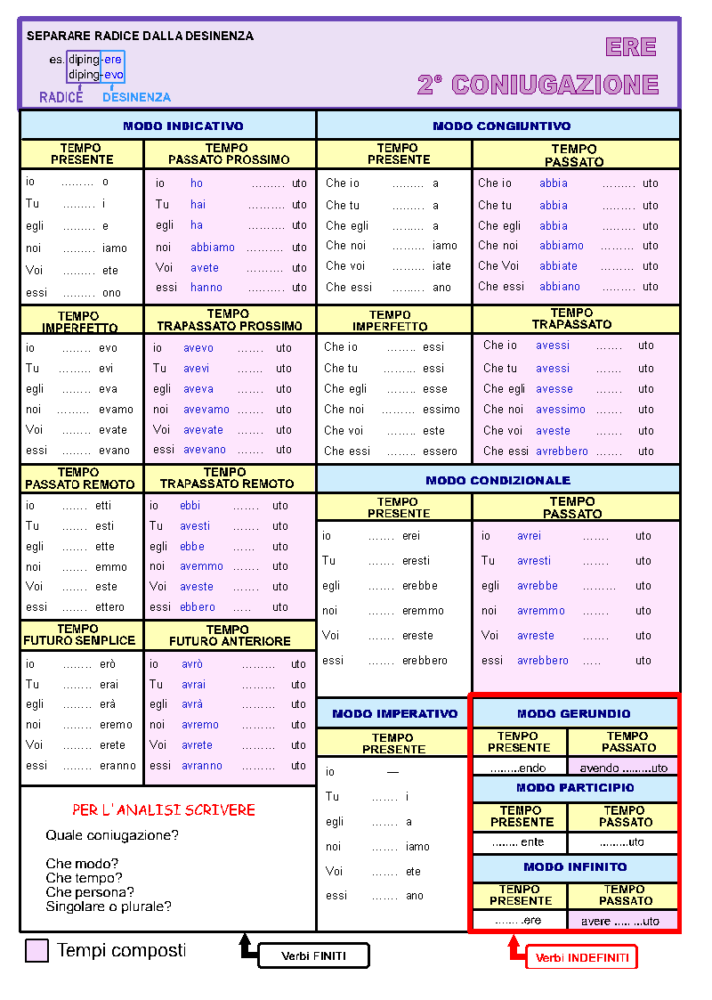 SEPARARE RADICE DALLA DESINENZA
es. diping-ere
diping-evo
RADICE DESINENZA
ERE
2° CONIUGAZIONE
MODO INDICATIVO
TEMPO PRESENTE
io ......... o
Tu ......... i
egli ......... e
noi ......... iamo
Voi ......... ete
essi ......... ono
TEMPO PASSATO PROSSIMO
io ho ......... uto
Tu hai .......... uto
egli ha .......... uto
noi abbiamo .......... uto
Voi avete .......... uto
essi hanno .......... uto
MODO CONGIUNTIVO
TEMPO PRESENTE
Che io ......... a
Che tu ......... a
Che egli ......... a
Che noi ......... iamo
Che voi ......... iate
Che essi ......... ano
TEMPO PASSATO
Che io abbia ......... uto
Che tu abbia ......... uto
Che egli abbia ......... uto
Che noi abbiamo ......... uto
Che Voi abbiate ......... uto
Che essi abbiano ......... uto
TEMPO IMPERFETTO
io ........ evo
Tu ........ evi
egli ........ eva
noi ......... evamo
Voi ........ evate
essi ........ evano
TEMPO TRAPASSATO PROSSIMO
io avevo ....... uto
Tu avevi ....... uto
egli aveva ....... uto
noi avevamo ....... uto
Voi avevate ....... uto
essi avevano ....... uto
TEMPO IMPERFETTO
Che io ........ essi
Che tu ........ essi
Che egli ........ esse
Che noi ......... essimo
Che voi ........ este
Che essi ........ essero
TEMPO TRAPASSATO
Che io avessi ....... uto
Che tu avessi ....... uto
Che egli avesse ....... uto
Che noi avessimo ....... uto
Che voi aveste ....... uto
Che essi avrebbero ....... uto
TEMPO PASSATO REMOTO
io ....... etti
Tu ....... esti
egli ....... ette
noi ....... emmo
Voi ....... este
essi ....... ettero
TEMPO TRAPASSATO REMOTO
io ebbi ....... uto
Tu avesti ....... uto
egli ebbe ...... uto
noi avemmo ....... uto
Voi aveste ....... uto
essi ebbero ..... uto
MODO CONDIZIONALE
TEMPO PRESENTE
io ....... erei
Tu ....... eresti
egli ....... erebbe
noi ....... eremmo
Voi ....... ereste
essi ....... erebbero
TEMPO PASSATO
io avrei ....... uto
Tu avresti ....... uto
egli avrebbe ......... uto
noi avremmo ....... uto
Voi avreste ....... uto
essi avrebbero ..... uto
TEMPO FUTURO SEMPLICE
io ........ erò
Tu ........ erai
egli ........ erà
noi ........ eremo
Voi ........ erete
essi ........ eranno
TEMPO FUTURO ANTERIORE
io avrò ......... uto
Tu avrai ......... uto
egli avrà ......... uto
noi avremo ......... uto
Voi avrete ......... uto
essi avranno ......... uto
MODO IMPERATIVO
TEMPO PRESENTE
io —
Tu ....... i
egli ....... a
noi ....... iamo
Voi ....... ete
essi ....... ano
MODO GERUNDIO
TEMPO PRESENTE
.........endo
TEMPO PASSATO
avendo .........uto
MODO PARTICIPIO
TEMPO PRESENTE
........ ente
TEMPO PASSATO
.........uto
MODO INFINITO
TEMPO PRESENTE
.........ere
TEMPO PASSATO
avere .........uto
PER L'ANALISI SCRIVERE
Quale coniugazione?
Che modo?
Che tempo?
Che persona?
Singolare o plurale?
Tempi composti
Verbi FINITI
Verbi INDEFINITI